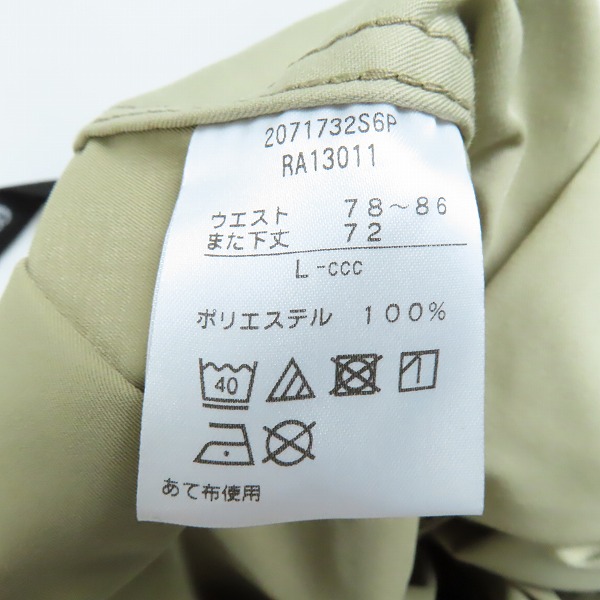 2071732S6P
RA13011
ウエスト 78～86
また下丈 72
L-ccc
ポリエステル 100%
40
あて布使用